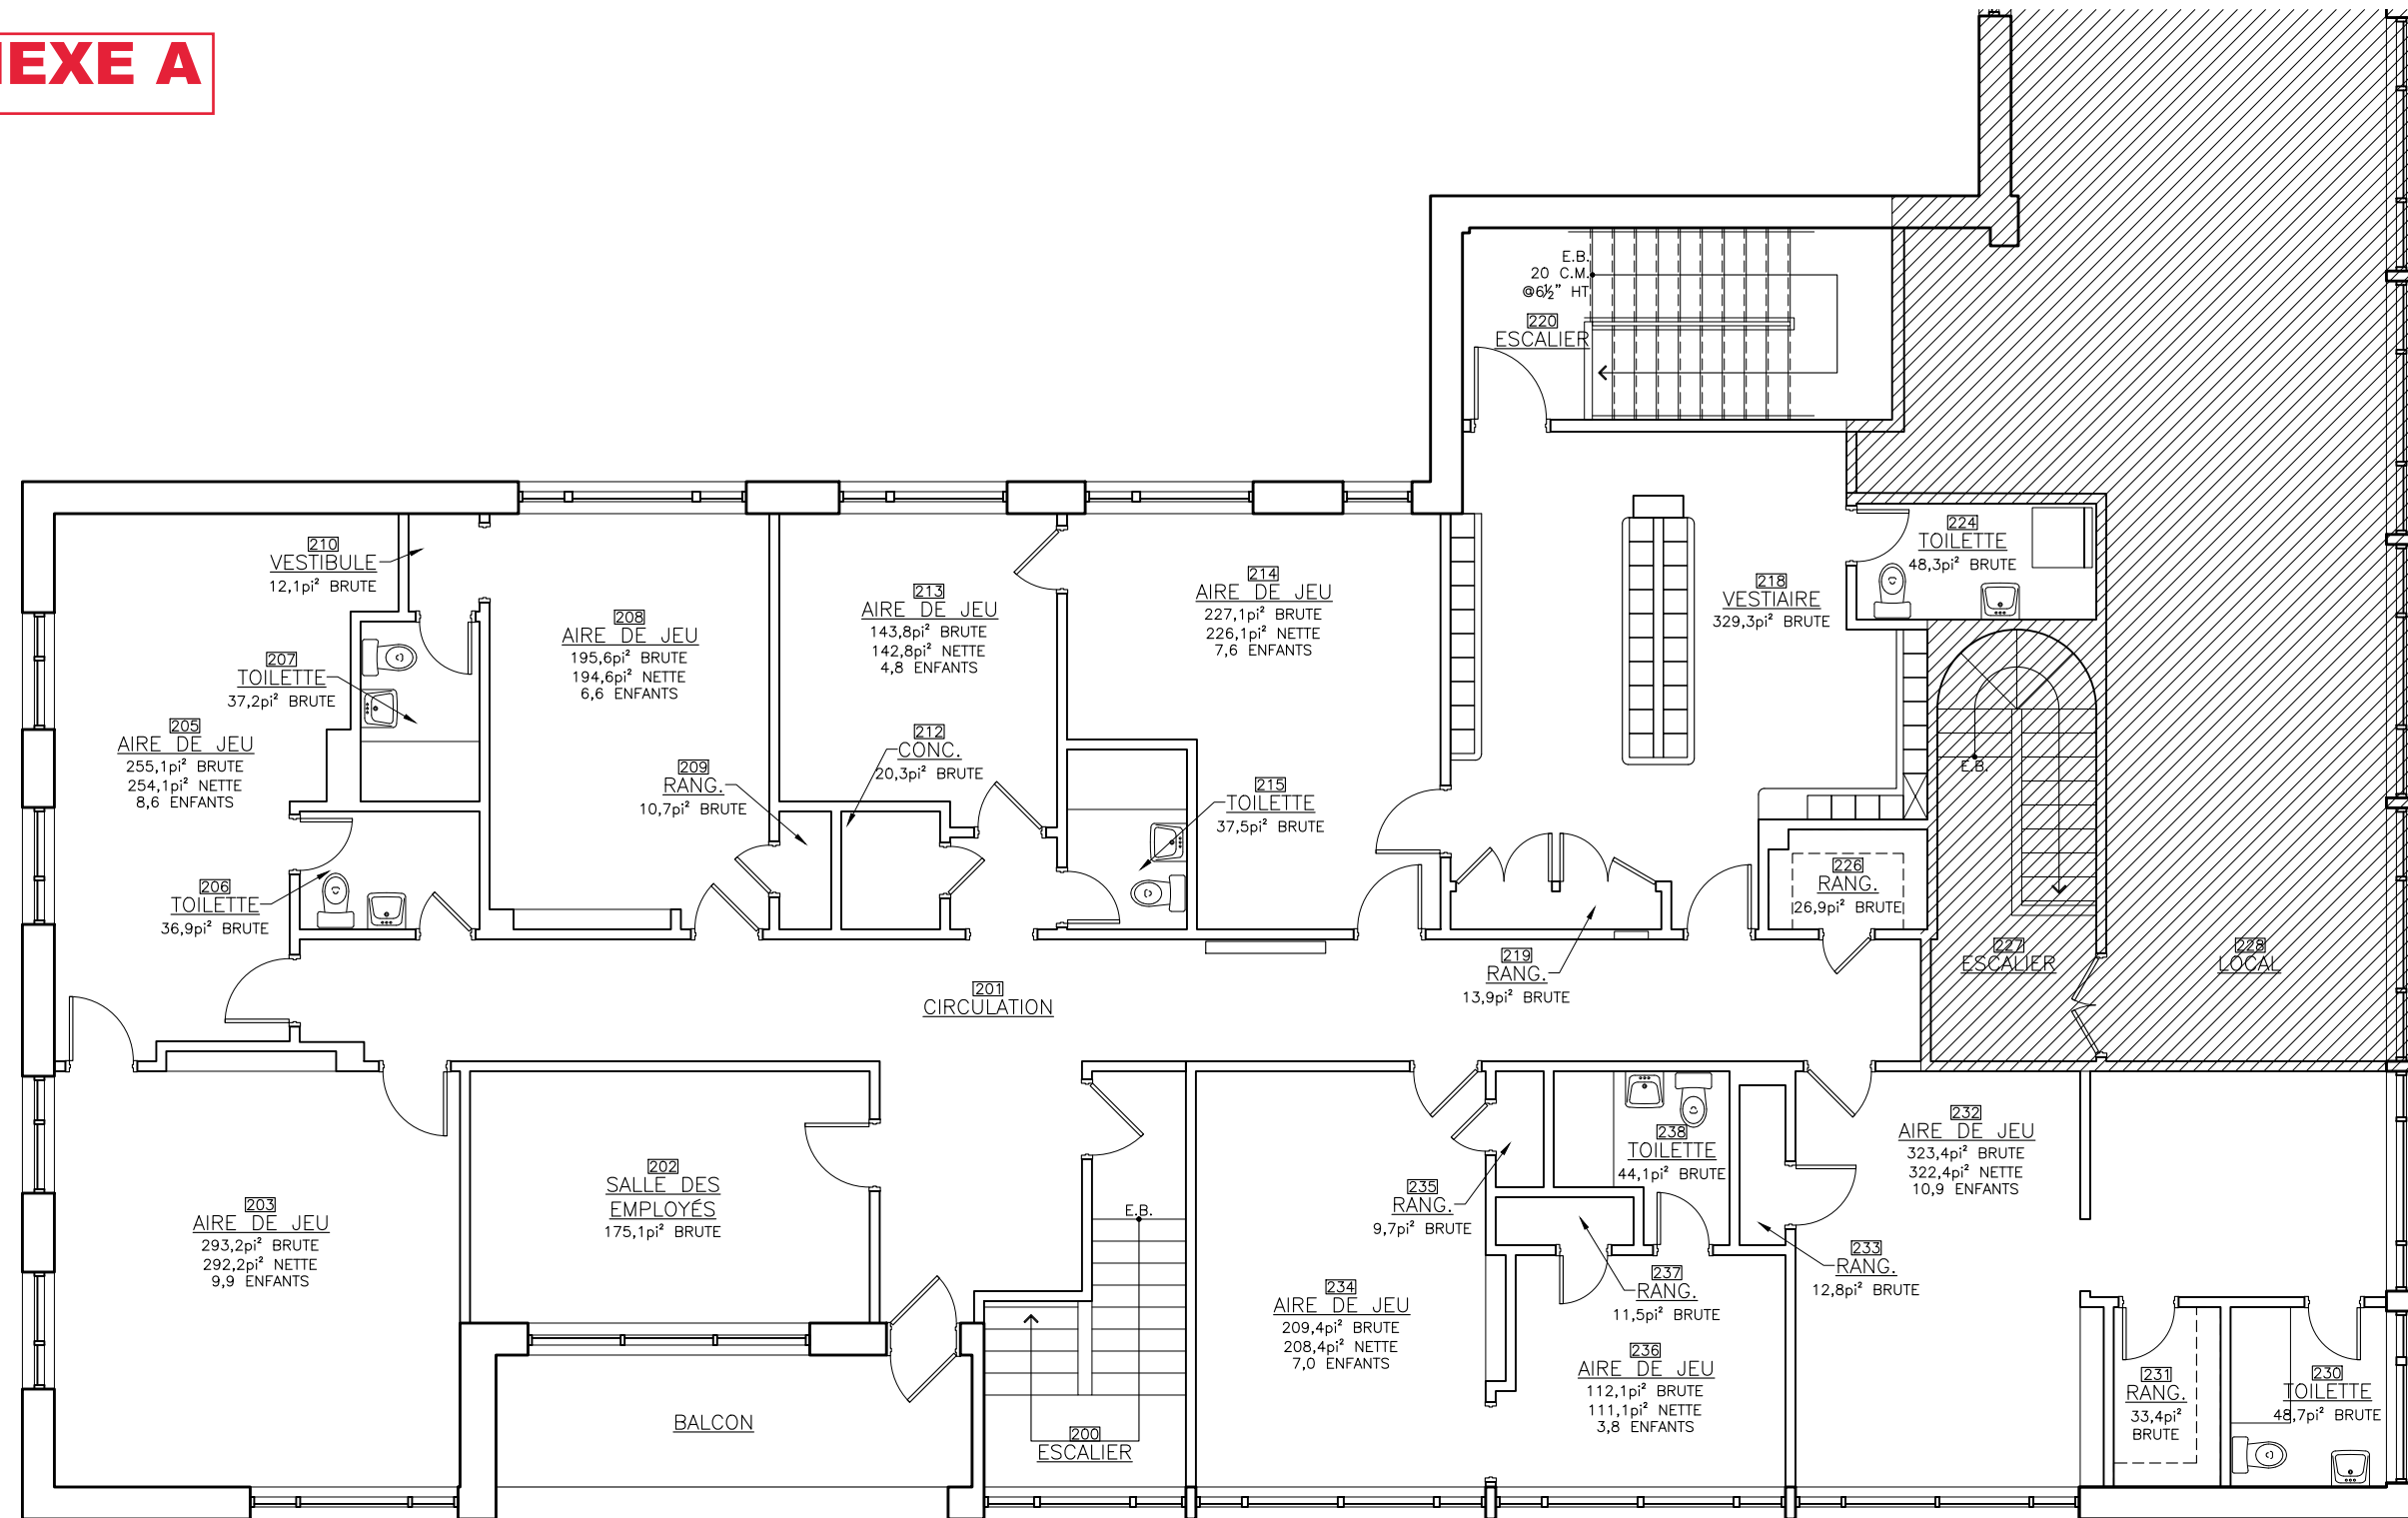 NEXE A
E.B.
20 C.M.
@6½" HT
220
ESCALIER
210
VESTIBULE
12,1pi² BRUTE
207
TOILETTE
37,2pi² BRUTE
205
AIRE DE JEU
255,1pi² BRUTE
254,1pi² NETTE
8,6 ENFANTS
206
TOILETTE
36,9pi² BRUTE
208
AIRE DE JEU
195,6pi² BRUTE
194,6pi² NETTE
6,6 ENFANTS
209
RANG.
10,7pi² BRUTE
213
AIRE DE JEU
143,8pi² BRUTE
142,8pi² NETTE
4,8 ENFANTS
212
CONC.
20,3pi² BRUTE
214
AIRE DE JEU
227,1pi² BRUTE
226,1pi² NETTE
7,6 ENFANTS
215
TOILETTE
37,5pi² BRUTE
218
VESTIAIRE
329,3pi² BRUTE
224
TOILETTE
48,3pi² BRUTE
E.B.
226
RANG.
26,9pi² BRUTE
219
RANG.
13,9pi² BRUTE
227
ESCALIER
228
LOCAL
201
CIRCULATION
203
AIRE DE JEU
293,2pi² BRUTE
292,2pi² NETTE
9,9 ENFANTS
202
SALLE DES
EMPLOYÉS
175,1pi² BRUTE
BALCON
E.B.
200
ESCALIER
234
AIRE DE JEU
209,4pi² BRUTE
208,4pi² NETTE
7,0 ENFANTS
235
RANG.
9,7pi² BRUTE
238
TOILETTE
44,1pi² BRUTE
237
RANG.
11,5pi² BRUTE
236
AIRE DE JEU
112,1pi² BRUTE
111,1pi² NETTE
3,8 ENFANTS
232
AIRE DE JEU
323,4pi² BRUTE
322,4pi² NETTE
10,9 ENFANTS
233
RANG.
12,8pi² BRUTE
231
RANG.
33,4pi²
BRUTE
230
TOILETTE
48,7pi² BRUTE